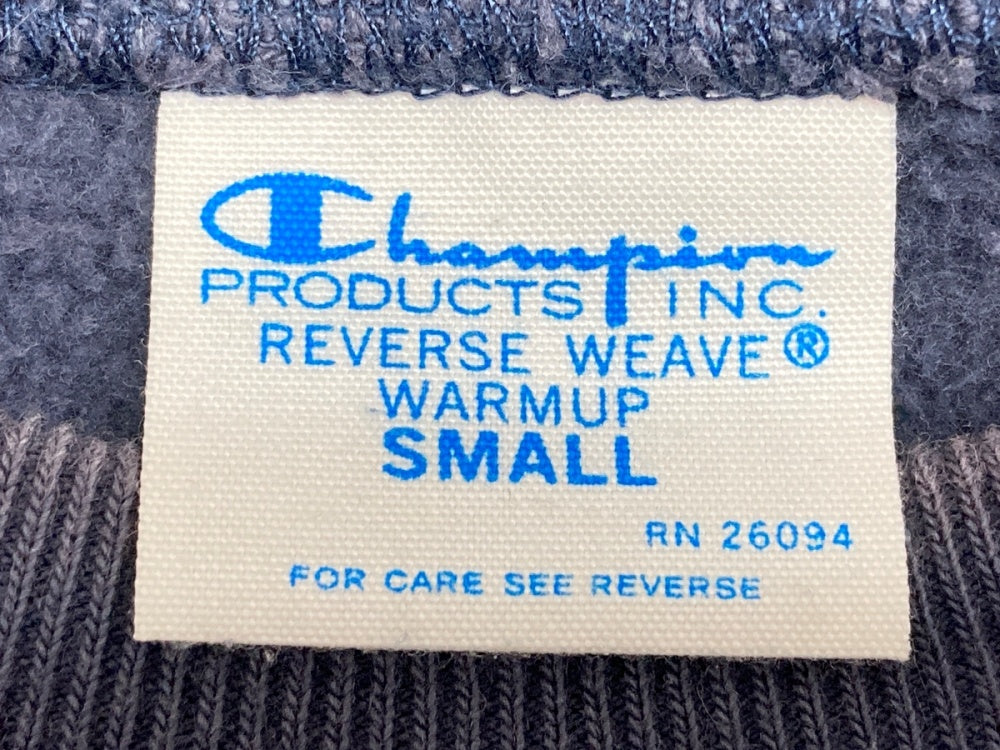 Champion
PRODUCTS INC.
REVERSE WEAVE®
WARMUP
SMALL
RN 26094
FOR CARE SEE REVERSE